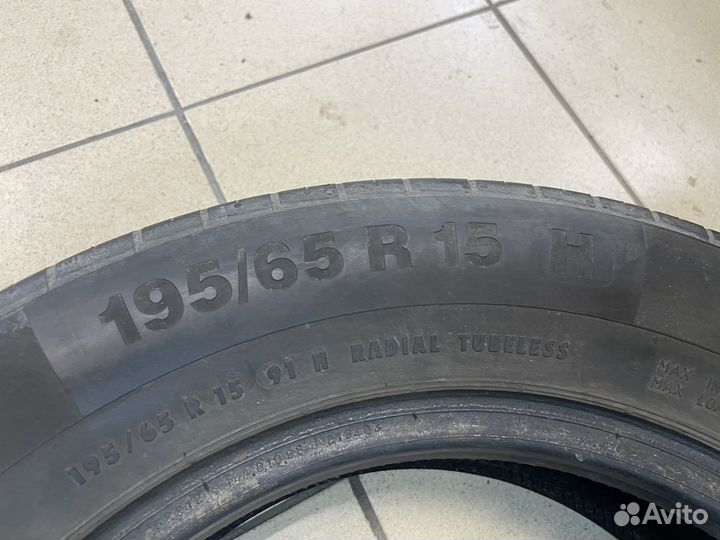 195/65 R 15 H
195/65 R 15 91 H RADIAL TUBELESS
MAX
MAX
Avito